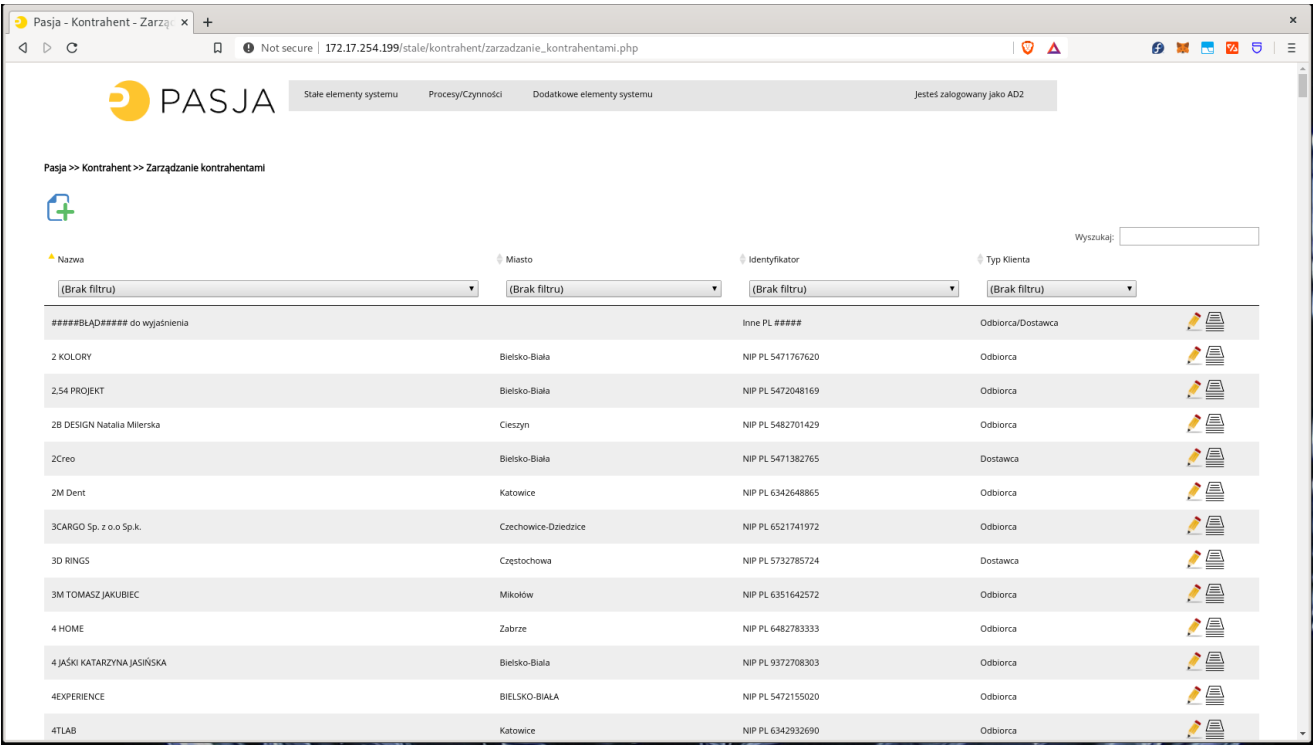 Pasja - Kontrahent - Zarząd
Not secure | 172.17.254.199/stale/kontrahent/zarzadzanie_kontrahentami.php
PASJA
Stałe elementy systemu Procesy/Czynności Dodatkowe elementy systemu Jesteś zalogowany jako AD2
Pasja >> Kontrahent >> Zarządzanie kontrahentami
Wyszukaj:
Nazwa Miasto Identyfikator Typ Klienta
(Brak filtru) (Brak filtru) (Brak filtru) (Brak filtru)
#####BŁĄD##### do wyjaśnienia Inne PL ##### Odbiorca/Dostawca
2 KOLORY Bielsko-Biała NIP PL 5471767620 Odbiorca
2,54 PROJEKT Bielsko-Biała NIP PL 5472048169 Odbiorca
2B DESIGN Natalia Milerska Cieszyn NIP PL 5482701429 Odbiorca
2Creo Bielsko-Biała NIP PL 5471382765 Dostawca
2M Dent Katowice NIP PL 6342648865 Odbiorca
3CARGO Sp. z o.o Sp.k. Czechowice-Dziedzice NIP PL 6521741972 Odbiorca
3D RINGS Częstochowa NIP PL 5732785724 Dostawca
3M TOMASZ JAKUBIEC Mikołów NIP PL 6351642572 Odbiorca
4 HOME Zabrze NIP PL 6482783333 Odbiorca
4 JAŚKI KATARZYNA JASIŃSKA Bielsko-Biala NIP PL 9372708303 Odbiorca
4EXPERIENCE BIELSKO-BIAŁA NIP PL 5472155020 Odbiorca
4TLAB Katowice NIP PL 6342932690 Odbiorca